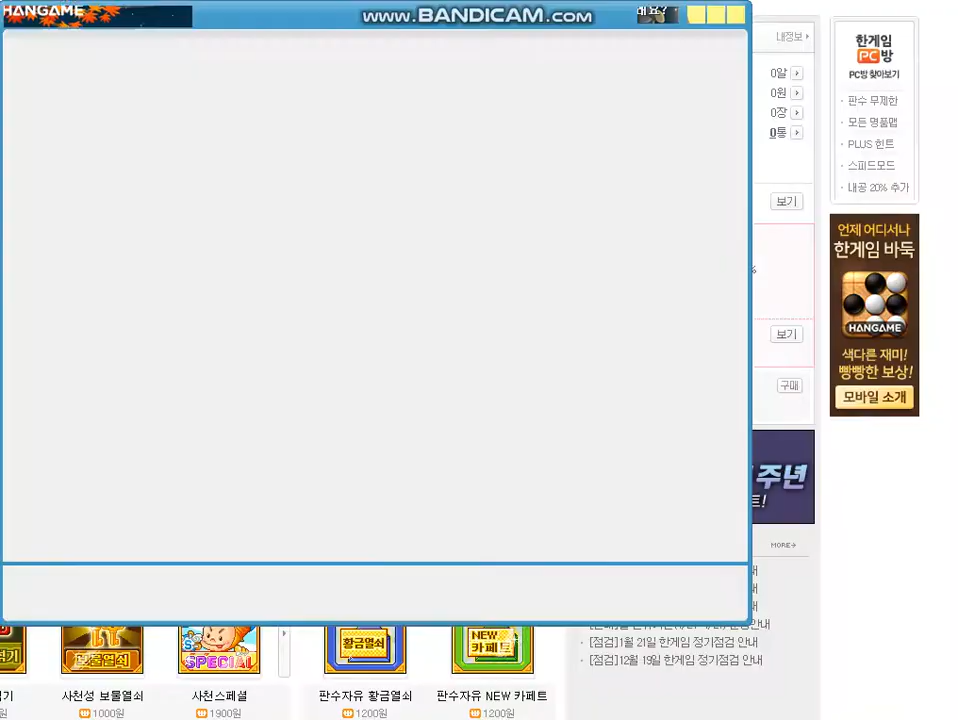 HANGAME
www.BANDICAM.com
내정보
0알
0원
0장
0통
보기
%
보기
구매
주년
트!
MORE
한게임
PC방
PC방 찾아보기
· 판수 무제한
· 모든 명품맵
· PLUS 힌트
· 스피드모드
· 내공 20% 추가
언제 어디서나
한게임 바둑
HANGAME
색다른 재미!
빵빵한 보상!
모바일 소개
· [점검]1월 21일 한게임 정기점검 안내
· [점검]12월 19일 한게임 정기점검 안내
보물열쇠
SPECIAL
황금열쇠
NEW
카페트
사천성 보물열쇠
1000원
사천스페셜
1900원
판수자유 황금열쇠
1200원
판수자유 NEW 카페트
1200원